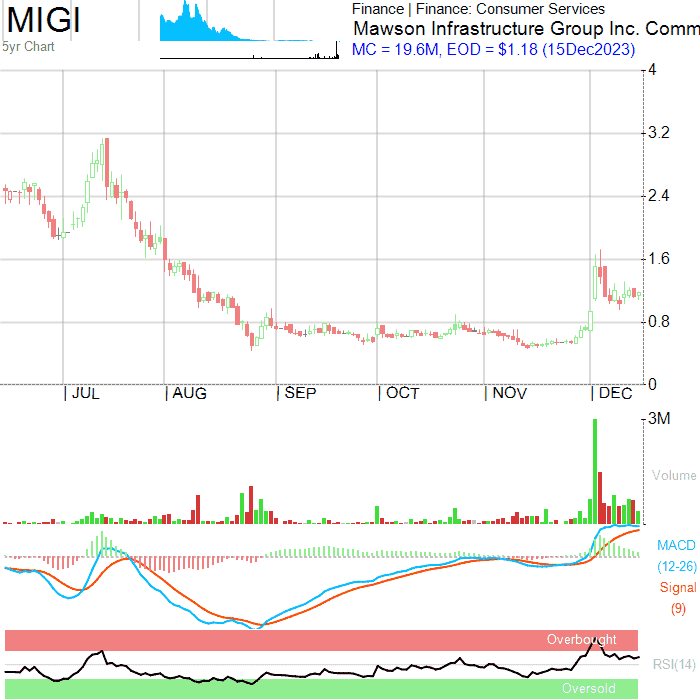 MIGI
5yr Chart
Finance | Finance: Consumer Services
Mawson Infrastructure Group Inc. Comm
MC = 19.6M, EOD = $1.18 (15Dec2023)
4
3.2
2.4
1.6
0.8
0
JUL AUG SEP OCT NOV DEC
3M
Volume
MACD
(12-26)
Signal
(9)
Overbought
RSI(14)
Oversold